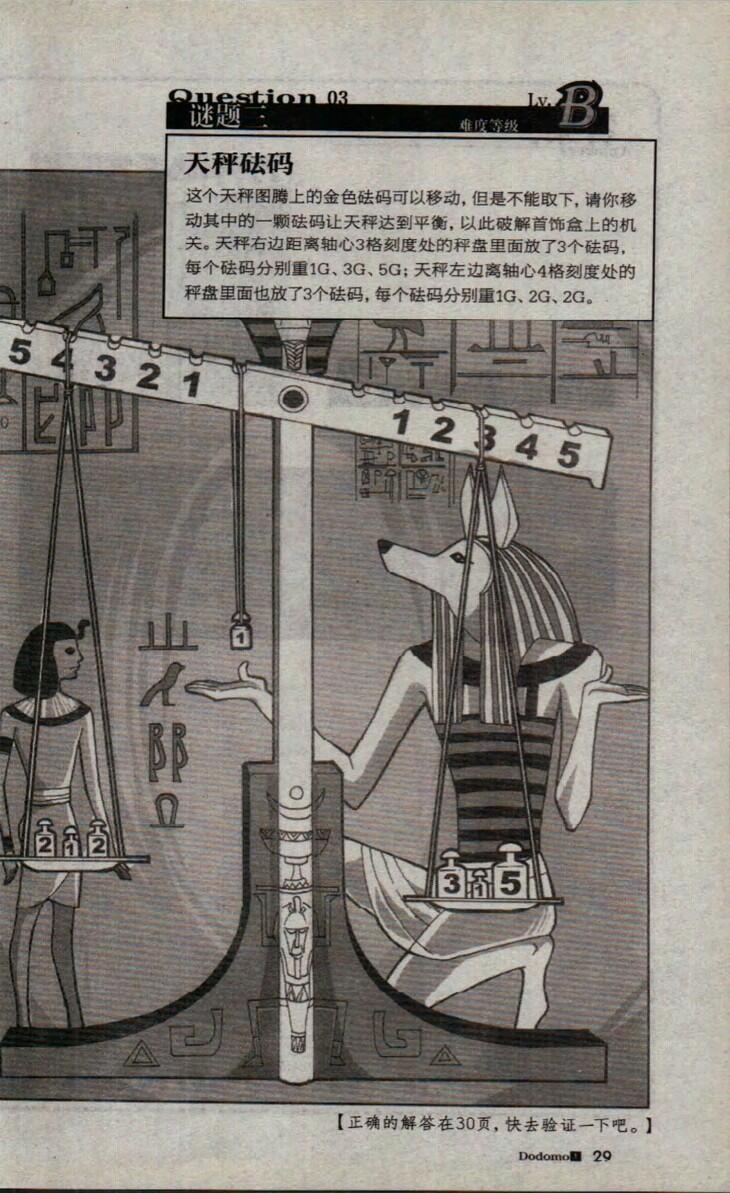 Question 03
Lv. B
谜题三
难度等级
天秤砝码
这个天秤图腾上的金色砝码可以移动，但是不能取下，请你移
动其中的一颗砝码让天秤达到平衡，以此破解首饰盒上的机
关。天秤右边距离轴心3格刻度处的秤盘里面放了3个砝码，
每个砝码分别重1G、3G、5G；天秤左边离轴心4格刻度处的
秤盘里面也放了3个砝码，每个砝码分别重1G、2G、2G。
5 4 3 2 1
1 2 3 4 5
1
2 1 2
3 1 5
【正确的解答在30页，快去验证一下吧。】
Dodomo 29